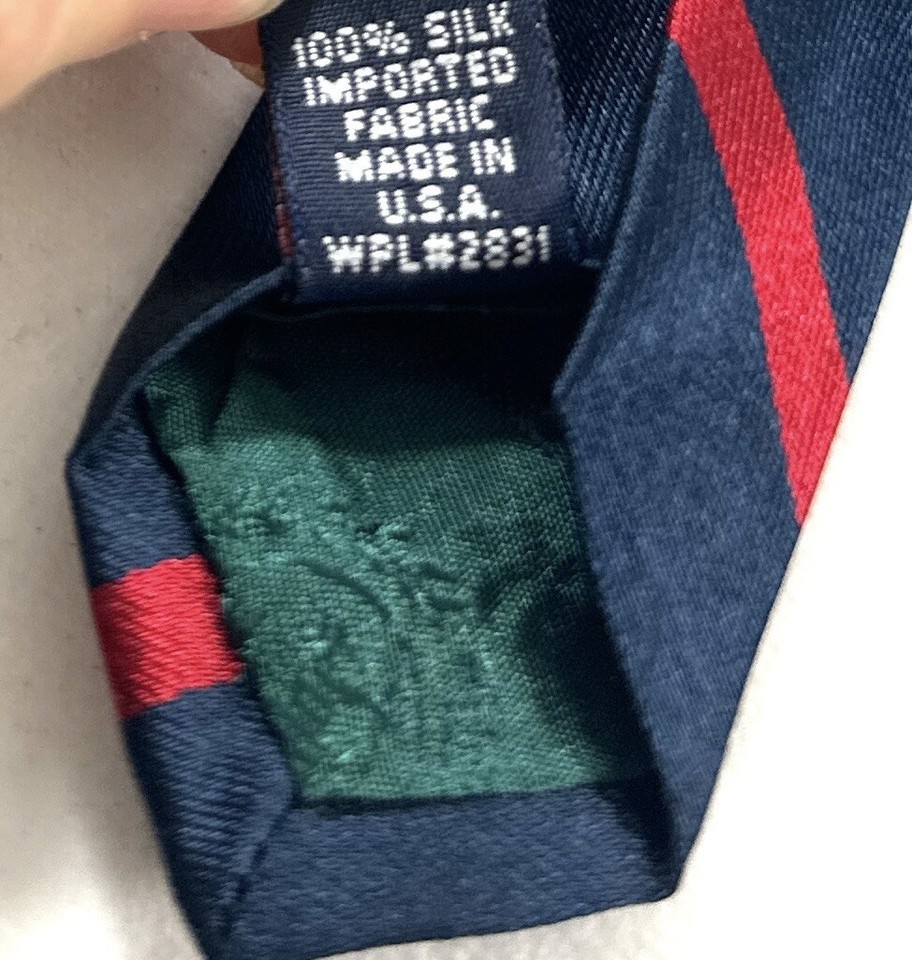 100% SILK
IMPORTED
FABRIC
MADE IN
U.S.A.
WPL#2831